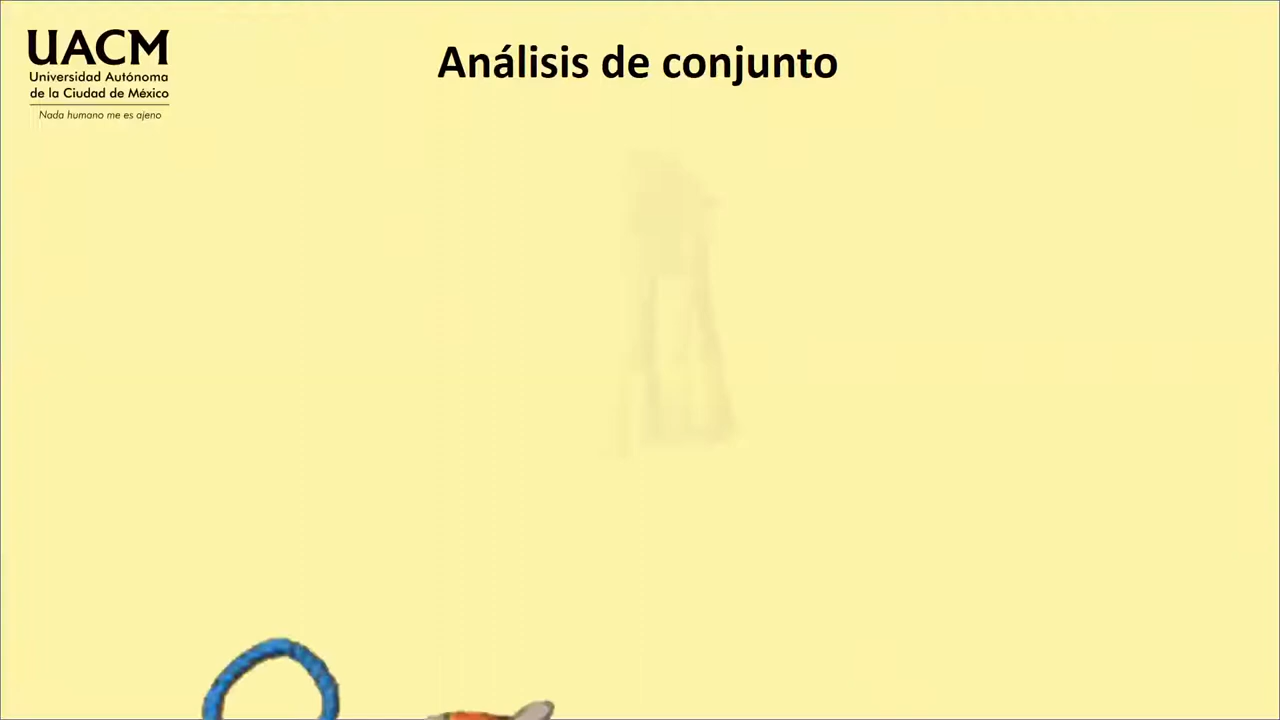 UACM
Universidad Autónoma
de la Ciudad de México
Nada humano me es ajeno
Análisis de conjunto